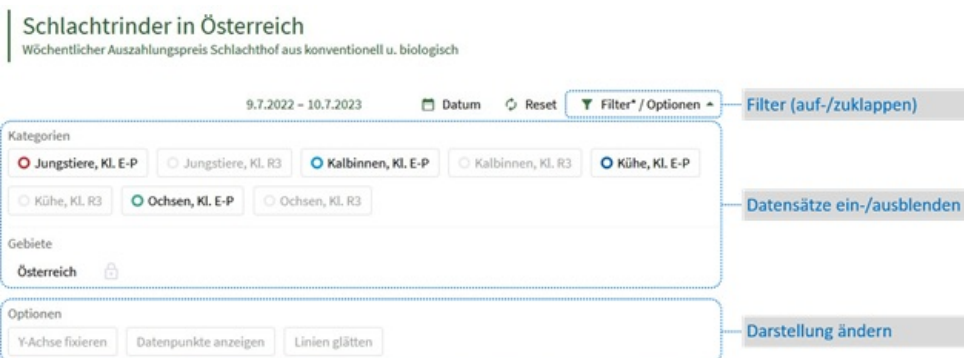 Schlachtrinder in Österreich
Wöchentlicher Auszahlungspreis Schlachthof aus konventionell u. biologisch
9.7.2022 – 10.7.2023 Datum Reset Filter* / Optionen Filter (auf-/zuklappen)
Kategorien
Jungstiere, Kl. E-P Jungstiere, Kl. R3 Kalbinnen, Kl. E-P Kalbinnen, Kl. R3 Kühe, Kl. E-P
Kühe, Kl. R3 Ochsen, Kl. E-P Ochsen, Kl. R3 Datensätze ein-/ausblenden
Gebiete
Österreich
Optionen
Y-Achse fixieren Datenpunkte anzeigen Linien glätten Darstellung ändern